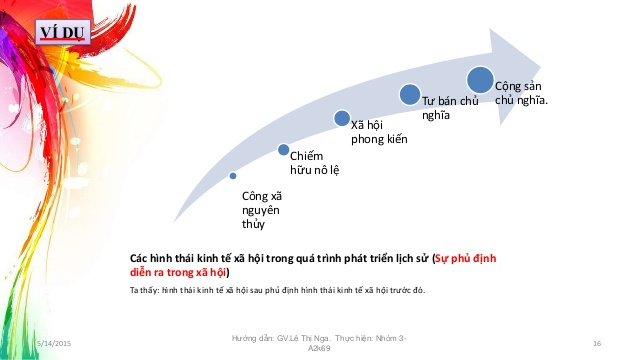 VÍ DỤ
Cộng sản
chủ nghĩa.
Tư bản chủ
nghĩa
Xã hội
phong kiến
Chiếm
hữu nô lệ
Công xã
nguyên
thủy
Các hình thái kinh tế xã hội trong quá trình phát triển lịch sử (Sự phủ định
diễn ra trong xã hội)
Ta thấy: hình thái kinh tế xã hội sau phủ định hình thái kinh tế xã hội trước đó.
5/14/2015
Hướng dẫn: GV.Lê Thị Nga. Thực hiện: Nhóm 3-
A2k69
16